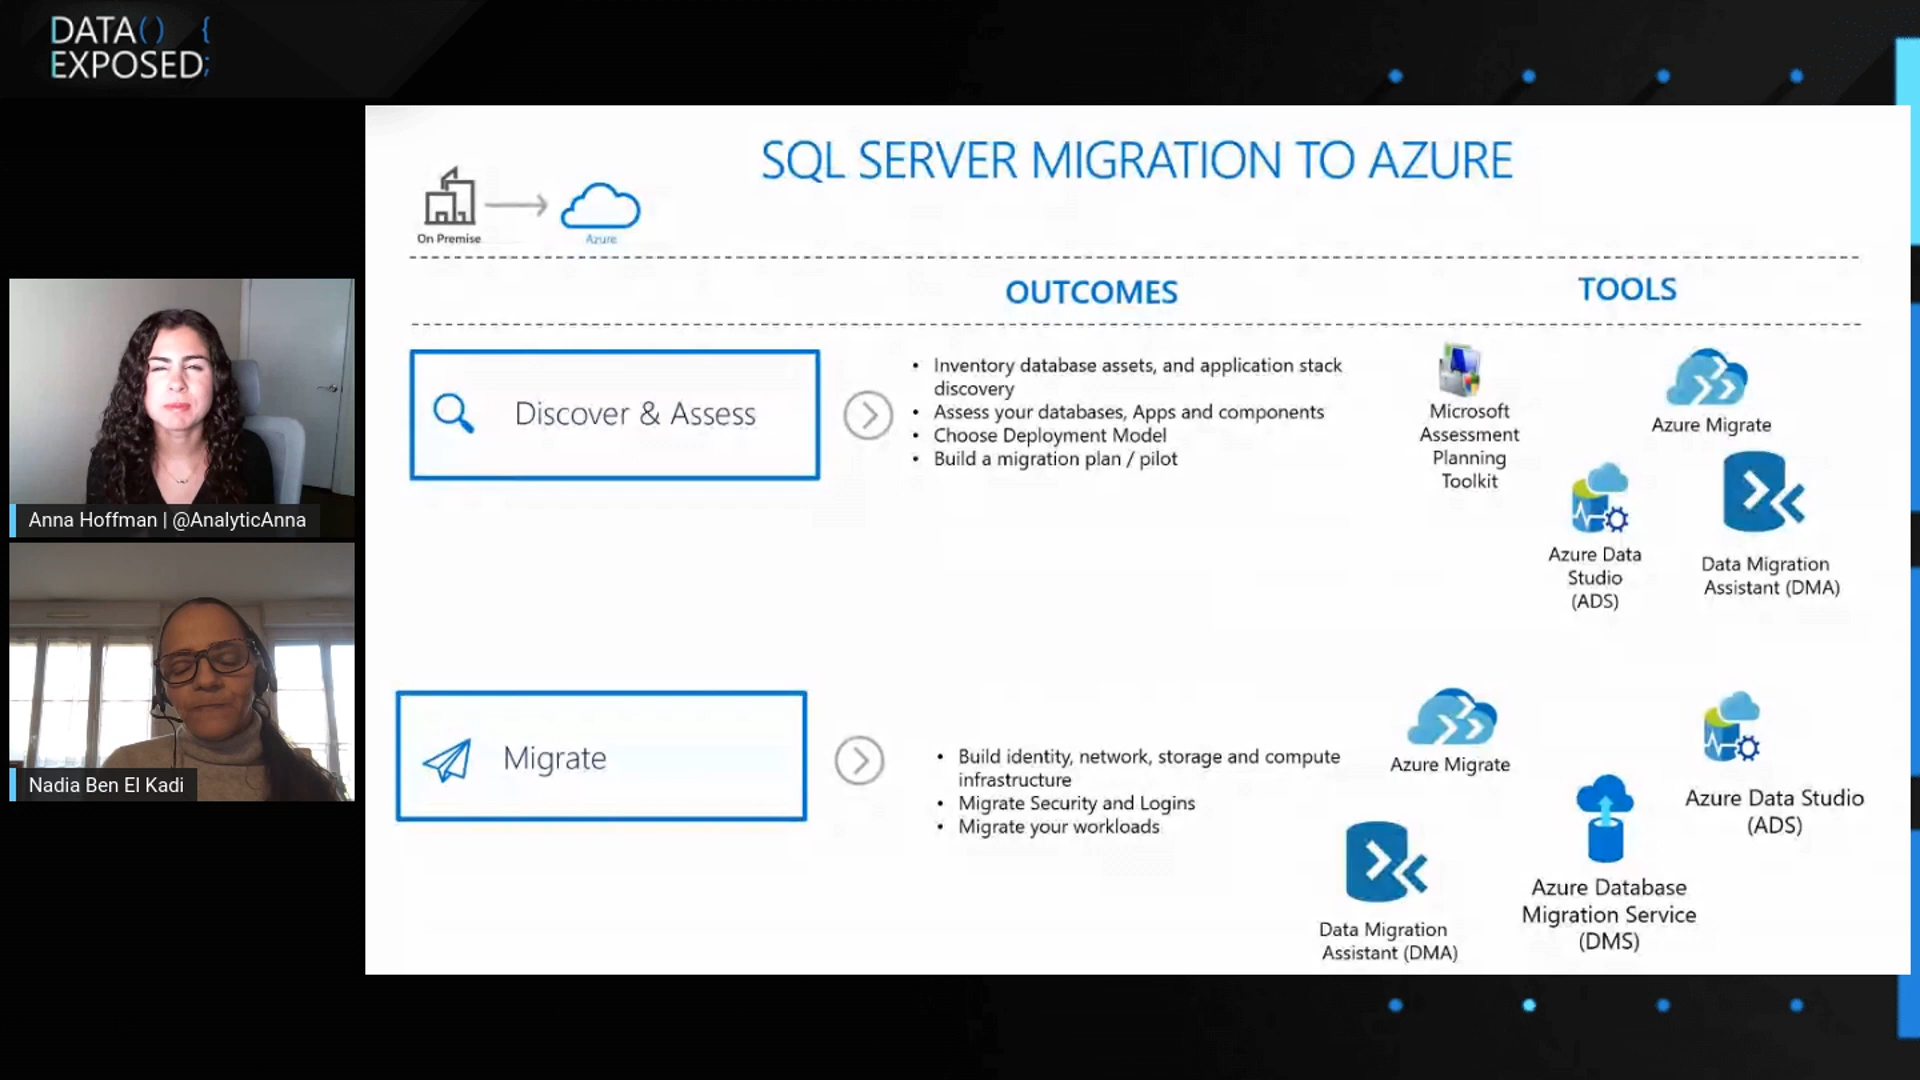 DATA() {
EXPOSED;
SQL SERVER MIGRATION TO AZURE
On Premise
Azure
OUTCOMES
TOOLS
Discover & Assess
• Inventory database assets, and application stack
discovery
• Assess your databases, Apps and components
• Choose Deployment Model
• Build a migration plan / pilot
Microsoft
Assessment
Planning
Toolkit
Azure Migrate
Azure Data
Studio
(ADS)
Data Migration
Assistant (DMA)
Anna Hoffman | @AnalyticAnna
Nadia Ben El Kadi
Migrate
• Build identity, network, storage and compute
infrastructure
• Migrate Security and Logins
• Migrate your workloads
Azure Migrate
Azure Data Studio
(ADS)
Data Migration
Assistant (DMA)
Azure Database
Migration Service
(DMS)